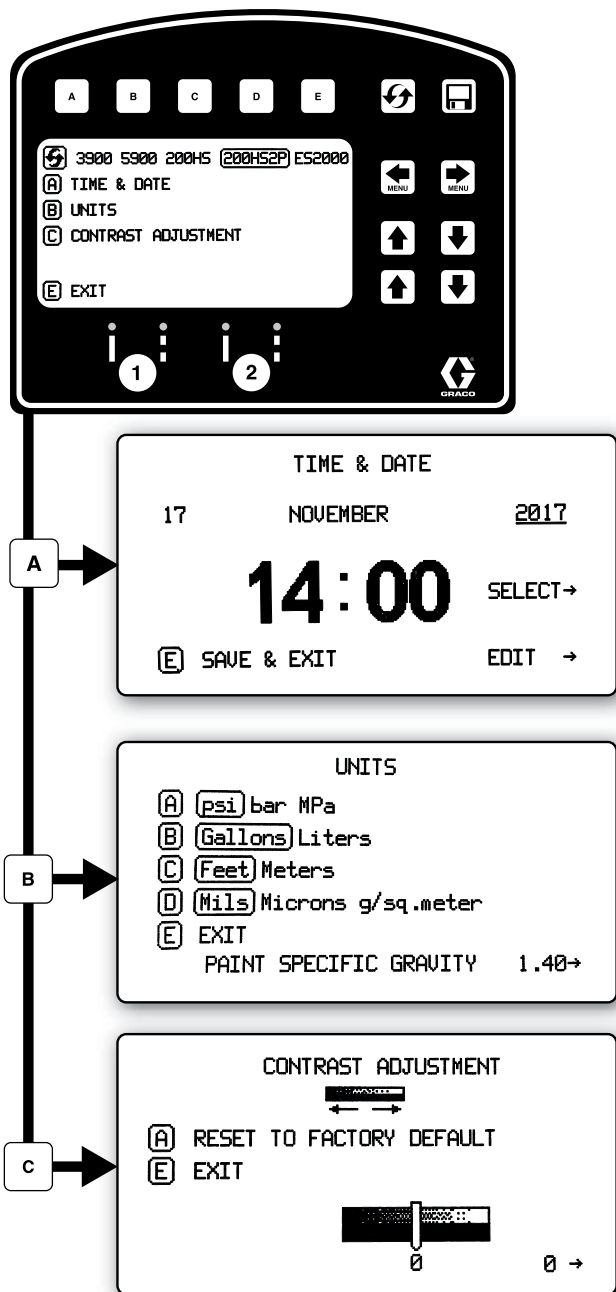 A B C D E
3900 5900 200HS 200HS2P ES2000
A TIME & DATE
B UNITS
C CONTRAST ADJUSTMENT
E EXIT
MENU MENU
1 2
GRACO
A
TIME & DATE
17 NOVEMBER 2017
14:00
SELECT→
E SAVE & EXIT EDIT →
B
UNITS
A psi bar MPa
B Gallons Liters
C Feet Meters
D Mils Microns g/sq.meter
E EXIT
PAINT SPECIFIC GRAVITY 1.40→
C
CONTRAST ADJUSTMENT
A RESET TO FACTORY DEFAULT
E EXIT
0 0 →